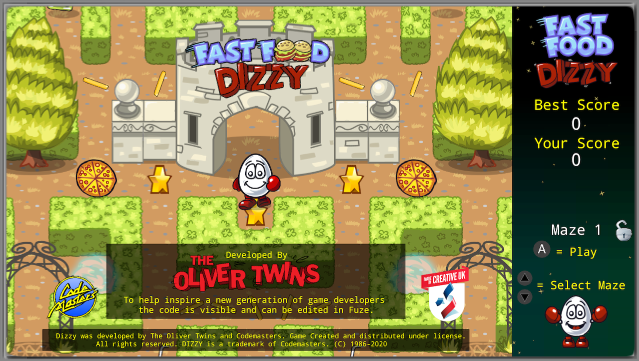 FAST FOOD
DIZZY
Developed By
THE OLIVER TWINS
To help inspire a new generation of game developers
the code is visible and can be edited in Fuze.
Code Masters
CREATIVE UK
Dizzy was developed by The Oliver Twins and Codemasters. Game Created and distributed under license.
All rights reserved. DIZZY is a trademark of Codemasters. (C) 1986-2020
FAST
FOOD
DIZZY
Best Score
0
Your Score
0
Maze 1
A = Play
= Select Maze